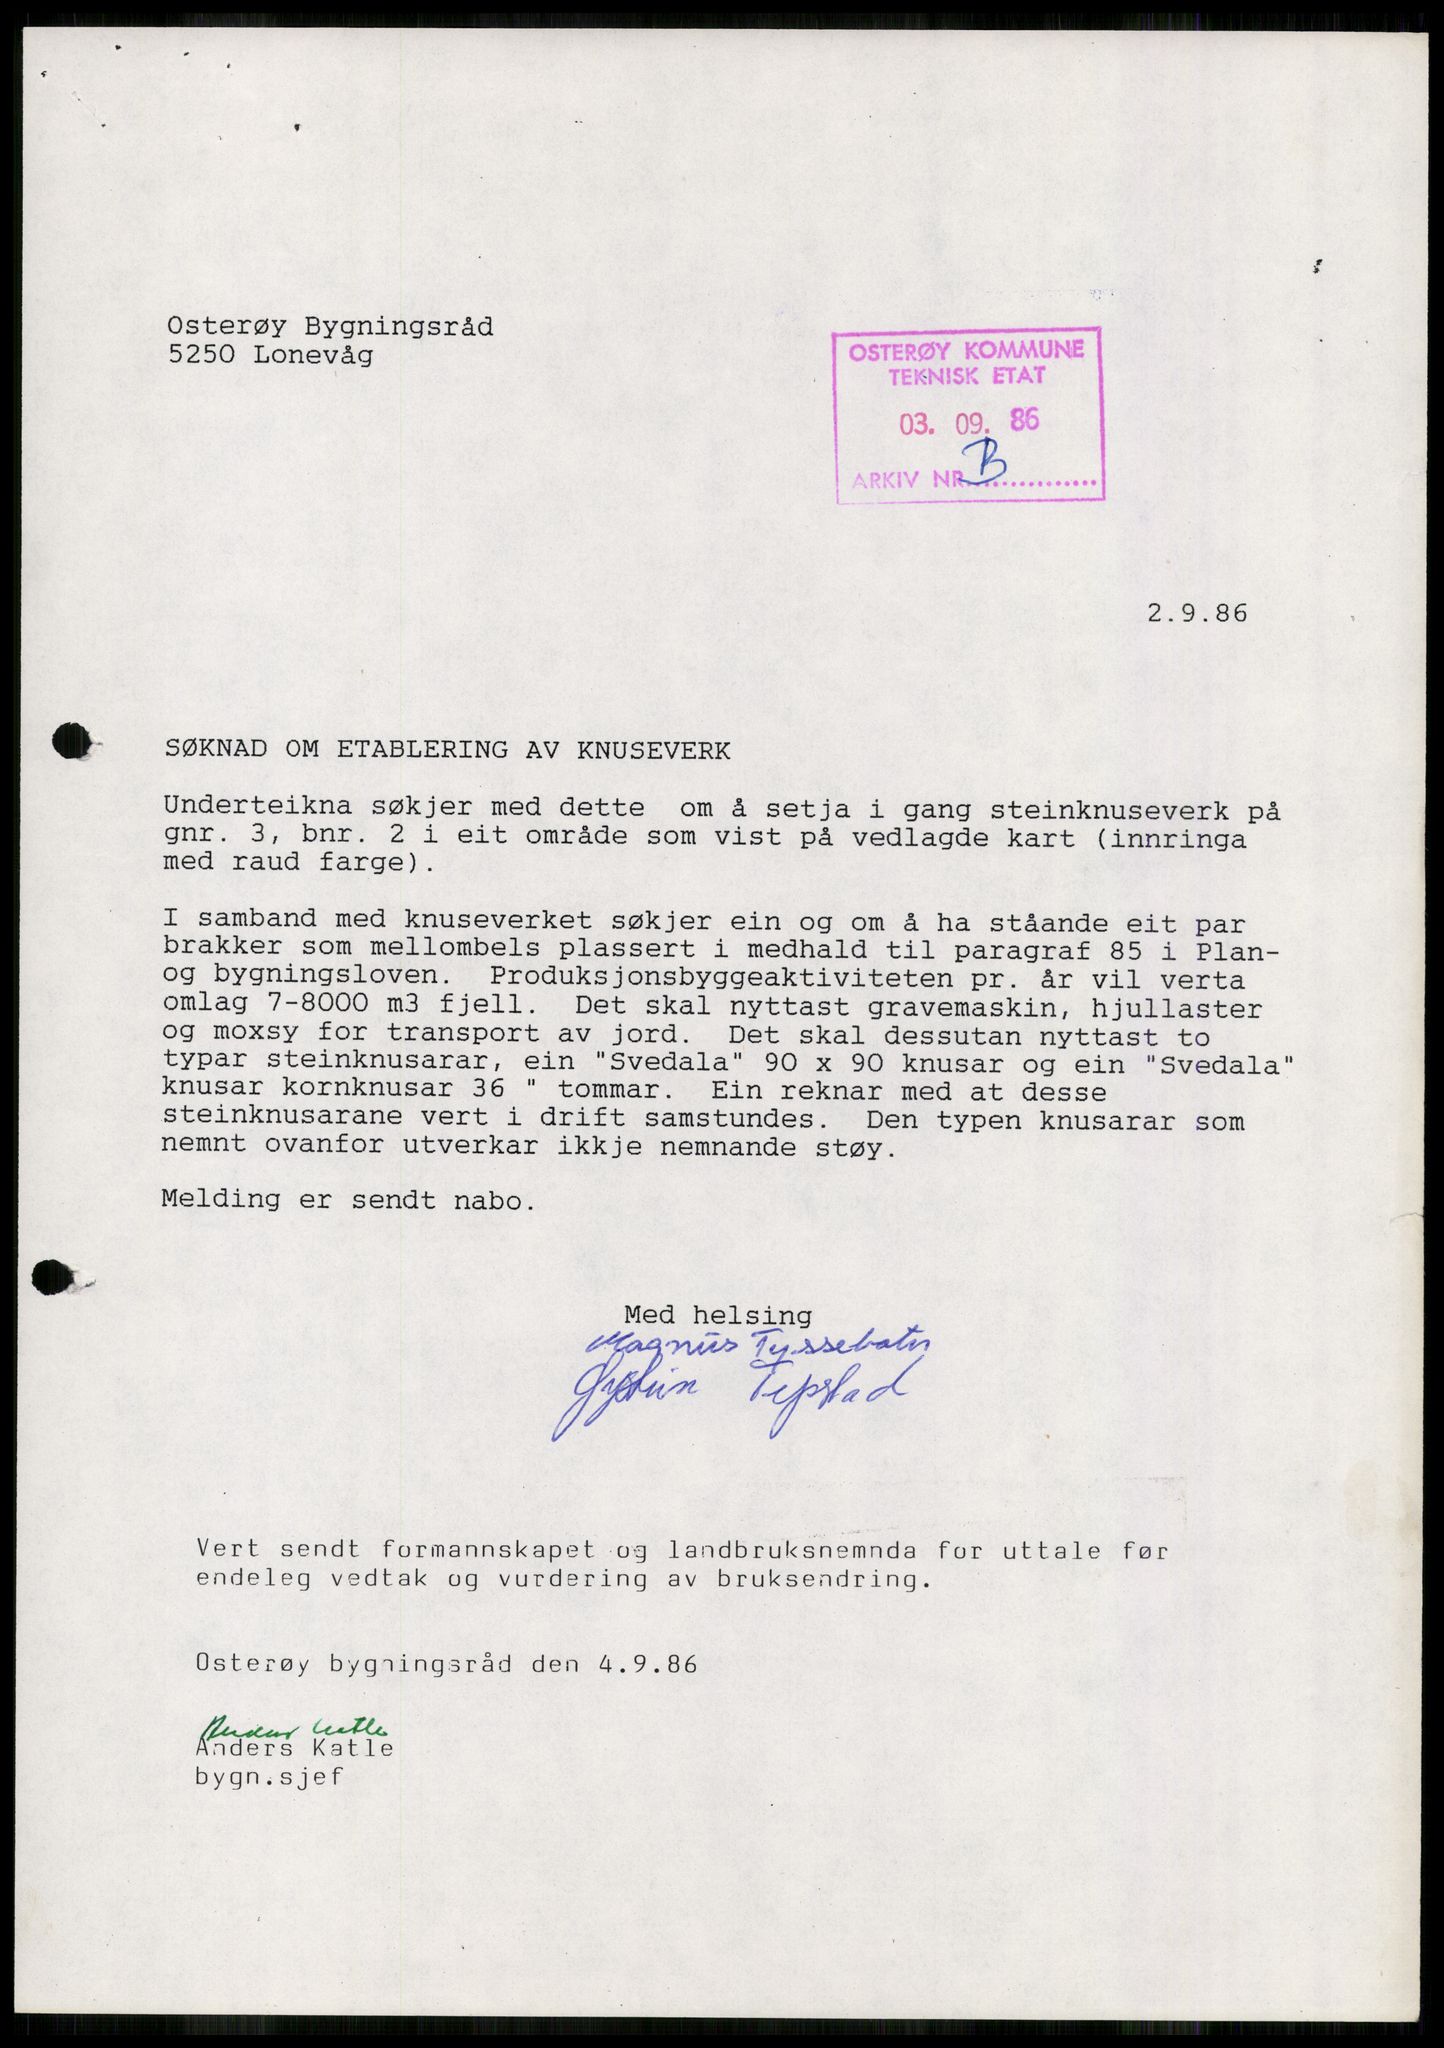 Osterøy Bygningsråd
5250 Lonevåg
OSTERØY KOMMUNE
TEKNISK ETAT
03. 09. 86
B
ARKIV NR.................
2.9.86
SØKNAD OM ETABLERING AV KNUSEVERK
Underteikna søkjer med dette om å setja i gang steinknuseverk på
gnr. 3, bnr. 2 i eit område som vist på vedlagde kart (innringa
med raud farge).
I samband med knuseverket søkjer ein og om å ha ståande eit par
brakker som mellombels plassert i medhald til paragraf 85 i Plan-
og bygningsloven. Produksjonsbyggeaktiviteten pr. år vil verta
omlag 7-8000 m3 fjell. Det skal nyttast gravemaskin, hjullaster
og moxsy for transport av jord. Det skal dessutan nyttast to
typar steinknusarar, ein "Svedala" 90 x 90 knusar og ein "Svedala"
knusar kornknusar 36 " tommar. Ein reknar med at desse
steinknusarane vert i drift samstundes. Den typen knusarar som
nemnt ovanfor utverkar ikkje nemnande støy.
Melding er sendt nabo.
Med helsing
Magnus
Vert sendt formannskapet og landbruksnemnda for uttale før
endeleg vedtak og vurdering av bruksendring.
Osterøy bygningsråd den 4.9.86
Anders Katle
Anders Katle
bygn.sjef